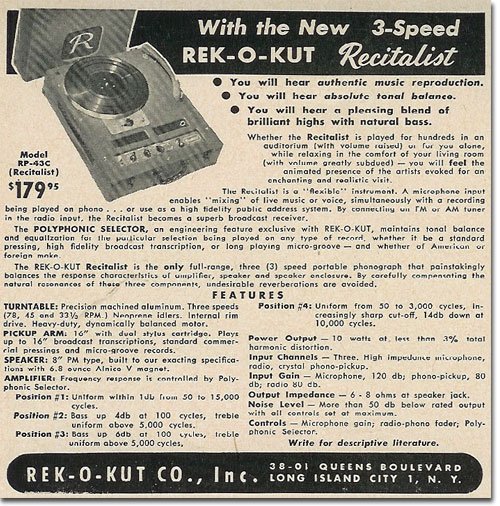 With the New 3-Speed
REK-O-KUT Recitalist
R
• You will hear authentic music reproduction.
• You will hear absolute tonal balance.
• You will hear a pleasing blend of
brilliant highs with natural bass.
Model
RP-43C
(Recitalist)
$179.95
Whether the Recitalist is played for hundreds in an
auditorium (with volume raised) or for you alone,
while relaxing in the comfort of your living room
(with volume greatly subdued) — you will feel the
animated presence of the artists evoked for an
enchanting and realistic visit.
The Recitalist is a "flexible" instrument. A microphone input
enables "mixing" of live music or voice, simultaneously with a recording
being played on phono . . . or use as a high fidelity public address system. By connecting an FM or AM tuner
in the radio input, the Recitalist becomes a superb broadcast receiver.
The POLYPHONIC SELECTOR, an engineering feature exclusive with REK-O-KUT, maintains tonal balance
and equalization for the particular selection being played on any type of record, whether it be a standard
pressing, high fidelity broadcast transcription, or long playing micro-groove — and whether of American or
foreign make.
The REK-O-KUT Recitalist is the only full-range, three (3) speed portable phonograph that painstakingly
balances the response characteristics of amplifier, speaker and speaker enclosure. By carefully compensating the
natural resonances of these three components, undesirable reverberations are avoided.
FEATURES
TURNTABLE: Precision machined aluminum. Three speeds
(78, 45 and 33⅓ RPM.) Neoprene idlers. Internal rim
drive. Heavy-duty, dynamically balanced motor.
PICKUP ARM: 16" with dual stylus cartridge. Plays
up to 16" broadcast transcriptions, standard commer-
cial pressings and micro-groove records.
SPEAKER: 8" PM type, built to our exacting specifica-
tions with 6.8 ounce Alnico V magnet.
AMPLIFIER: Frequency response is controlled by Poly-
phonic Selector.
Position #1: Uniform within 1db from 50 to 15,000
cycles.
Position #2: Bass up 4db at 100 cycles, treble
uniform above 5,000 cycles.
Position #3: Bass up 6db at 100 cycles, treble
uniform above 5,000 cycles,
Position #4: Uniform from 50 to 3,000 cycles, In-
creasingly sharp cut-off, 14db down at
10,000 cycles.
Power Output — 10 watts at less than 3% total
harmonic distortion.
Input Channels — Three. High impedance microphone,
radio, crystal phono-pickup.
Input Gain — Microphone, 120 db; phono-pickup, 80
db; radio 80 db.
Output Impedance — 6 - 8 ohms at speaker jack.
Noise Level — More than 50 db below rated output
with all controls set at maximum.
Controls — Microphone gain; radio-phono fader; Poly-
phonic Selector.
Write for descriptive literature.
REK-O-KUT CO., Inc. 38-01 QUEENS BOULEVARD
LONG ISLAND CITY 1, N. Y.